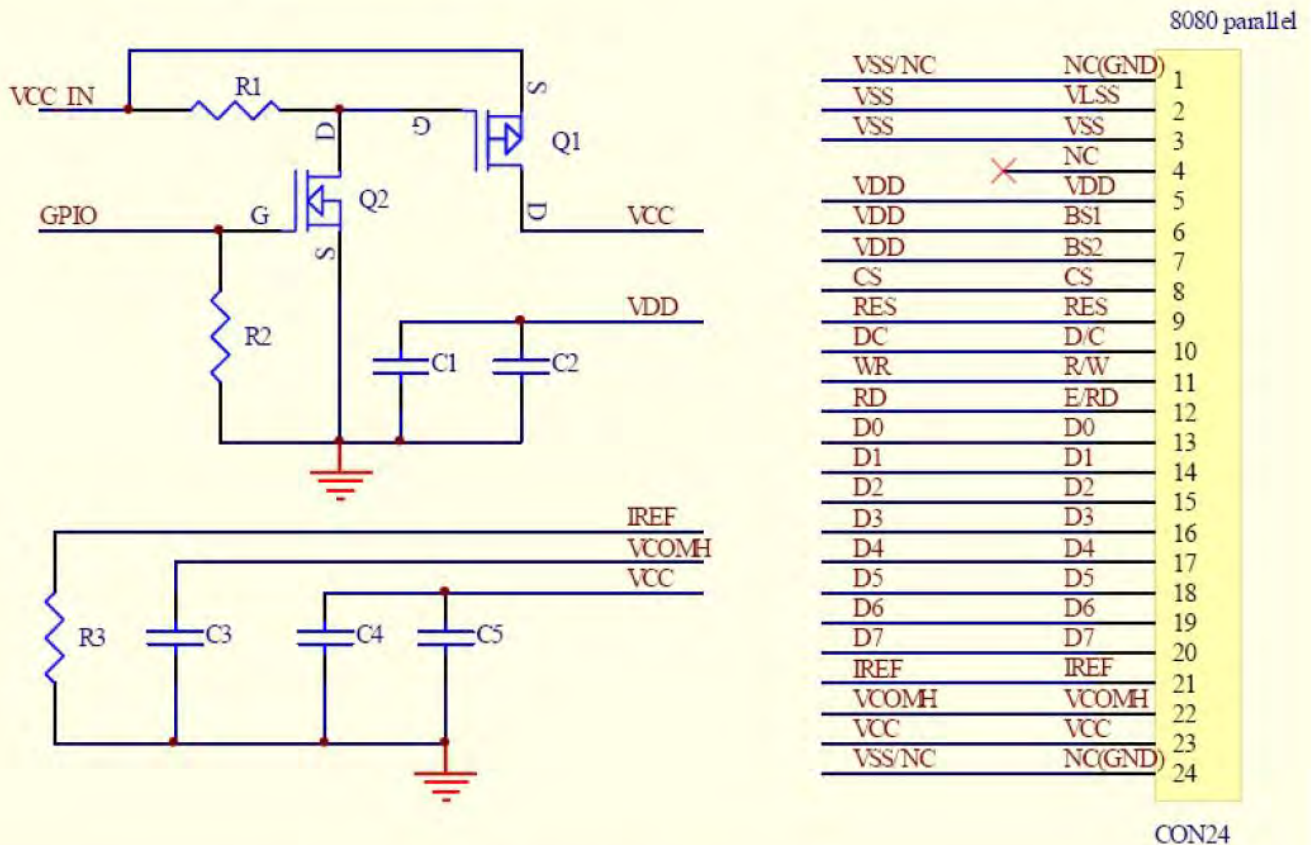 8080 parallel
VCC IN
R1
S
D
G
Q1
Q2
GPIO
G
S
D
VCC
R2
VDD
C1
C2
IREF
VCOMH
VCC
R3
C3
C4
C5
VSS/NC NC(GND) 1
VSS VLSS 2
VSS VSS 3
NC 4
VDD VDD 5
VDD BS1 6
VDD BS2 7
CS CS 8
RES RES 9
DC D/C 10
WR R/W 11
RD E/RD 12
D0 D0 13
D1 D1 14
D2 D2 15
D3 D3 16
D4 D4 17
D5 D5 18
D6 D6 19
D7 D7 20
IREF IREF 21
VCOMH VCOMH 22
VCC VCC 23
VSS/NC NC(GND) 24
CON24